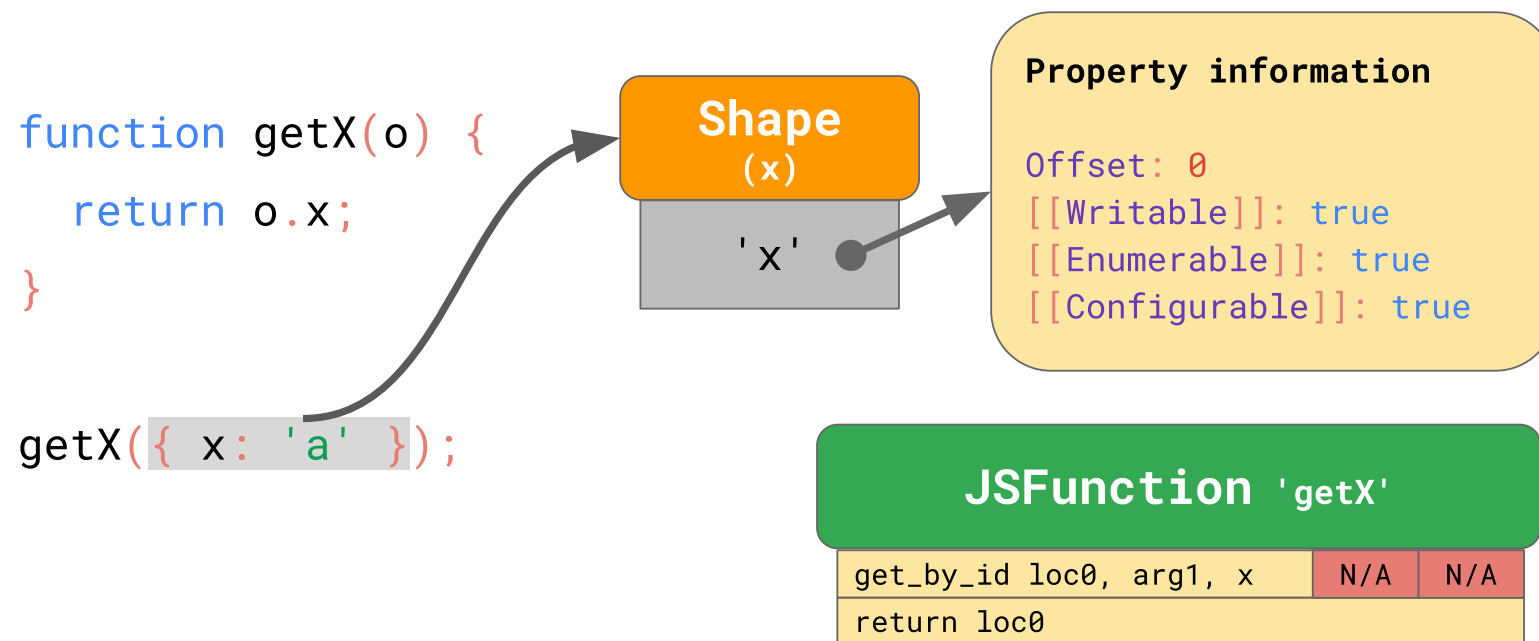 function getX(o) {
return o.x;
}
getX({ x: 'a' });
Shape
(x)
'x'
Property information
Offset: 0
[[Writable]]: true
[[Enumerable]]: true
[[Configurable]]: true
JSFunction 'getX'
get_by_id loc0, arg1, x N/A N/A
return loc0